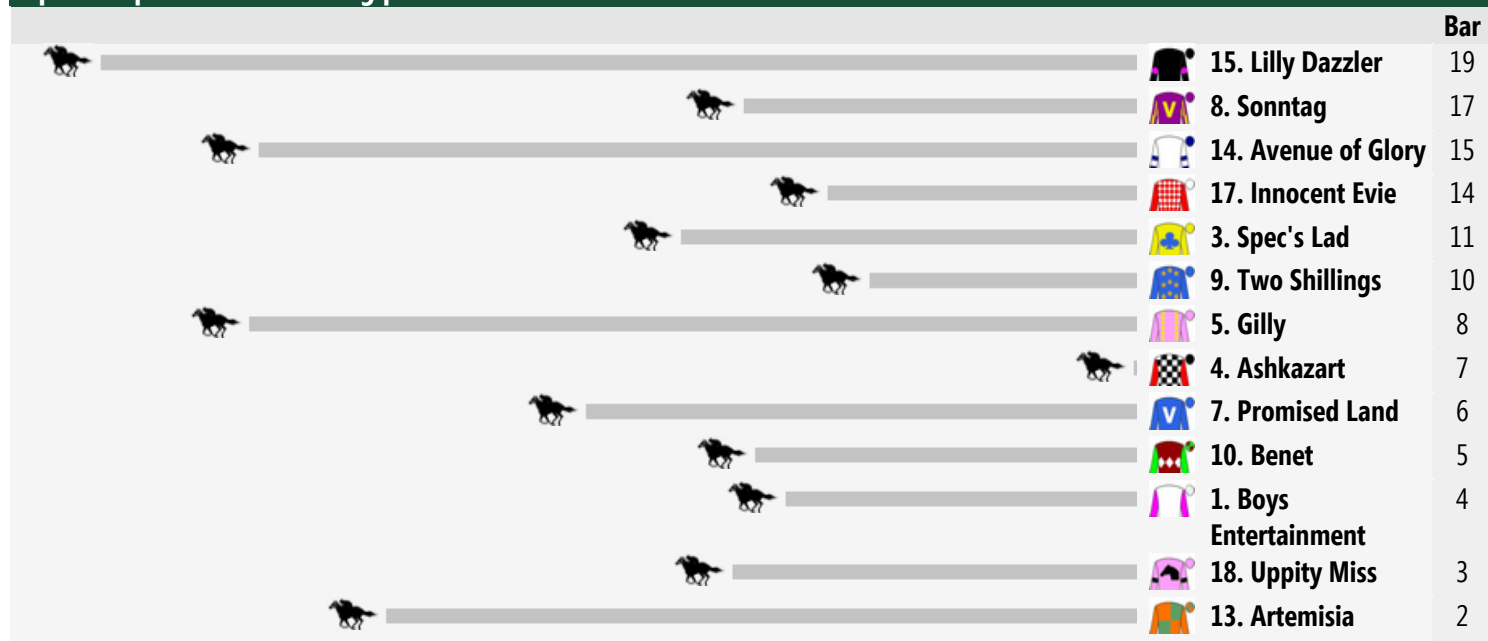 Bar
15. Lilly Dazzler 19
8. Sonntag 17
14. Avenue of Glory 15
17. Innocent Evie 14
3. Spec's Lad 11
9. Two Shillings 10
5. Gilly 8
4. Ashkazart 7
7. Promised Land 6
10. Benet 5
1. Boys 4
Entertainment
18. Uppity Miss 3
13. Artemisia 2